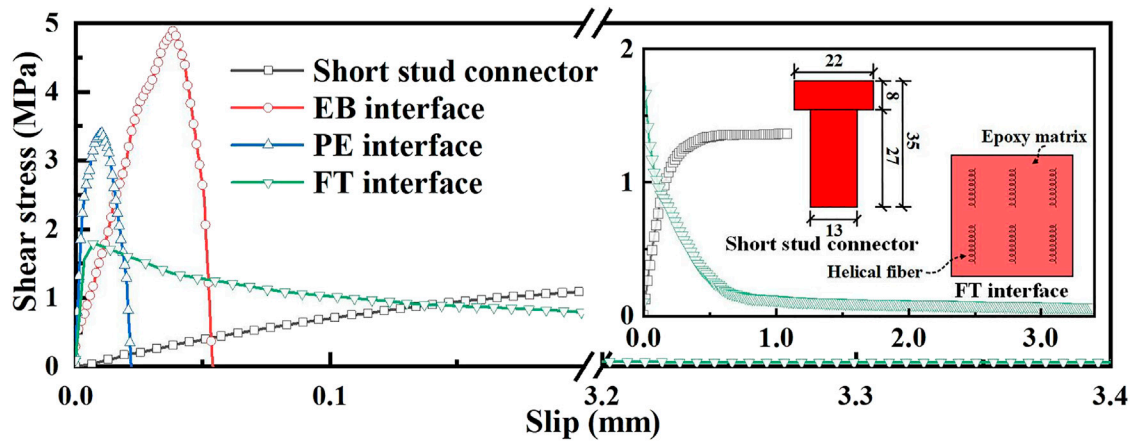 Shear stress (MPa)
5
4
3
2
1
0
0.0
0.1
3.2
3.3
3.4
Slip (mm)
Short stud connector
EB interface
PE interface
FT interface
2
1
0
0.0
1.0
2.0
3.0
22
8
35
27
13
Short stud connector
Epoxy matrix
Helical fiber
FT interface